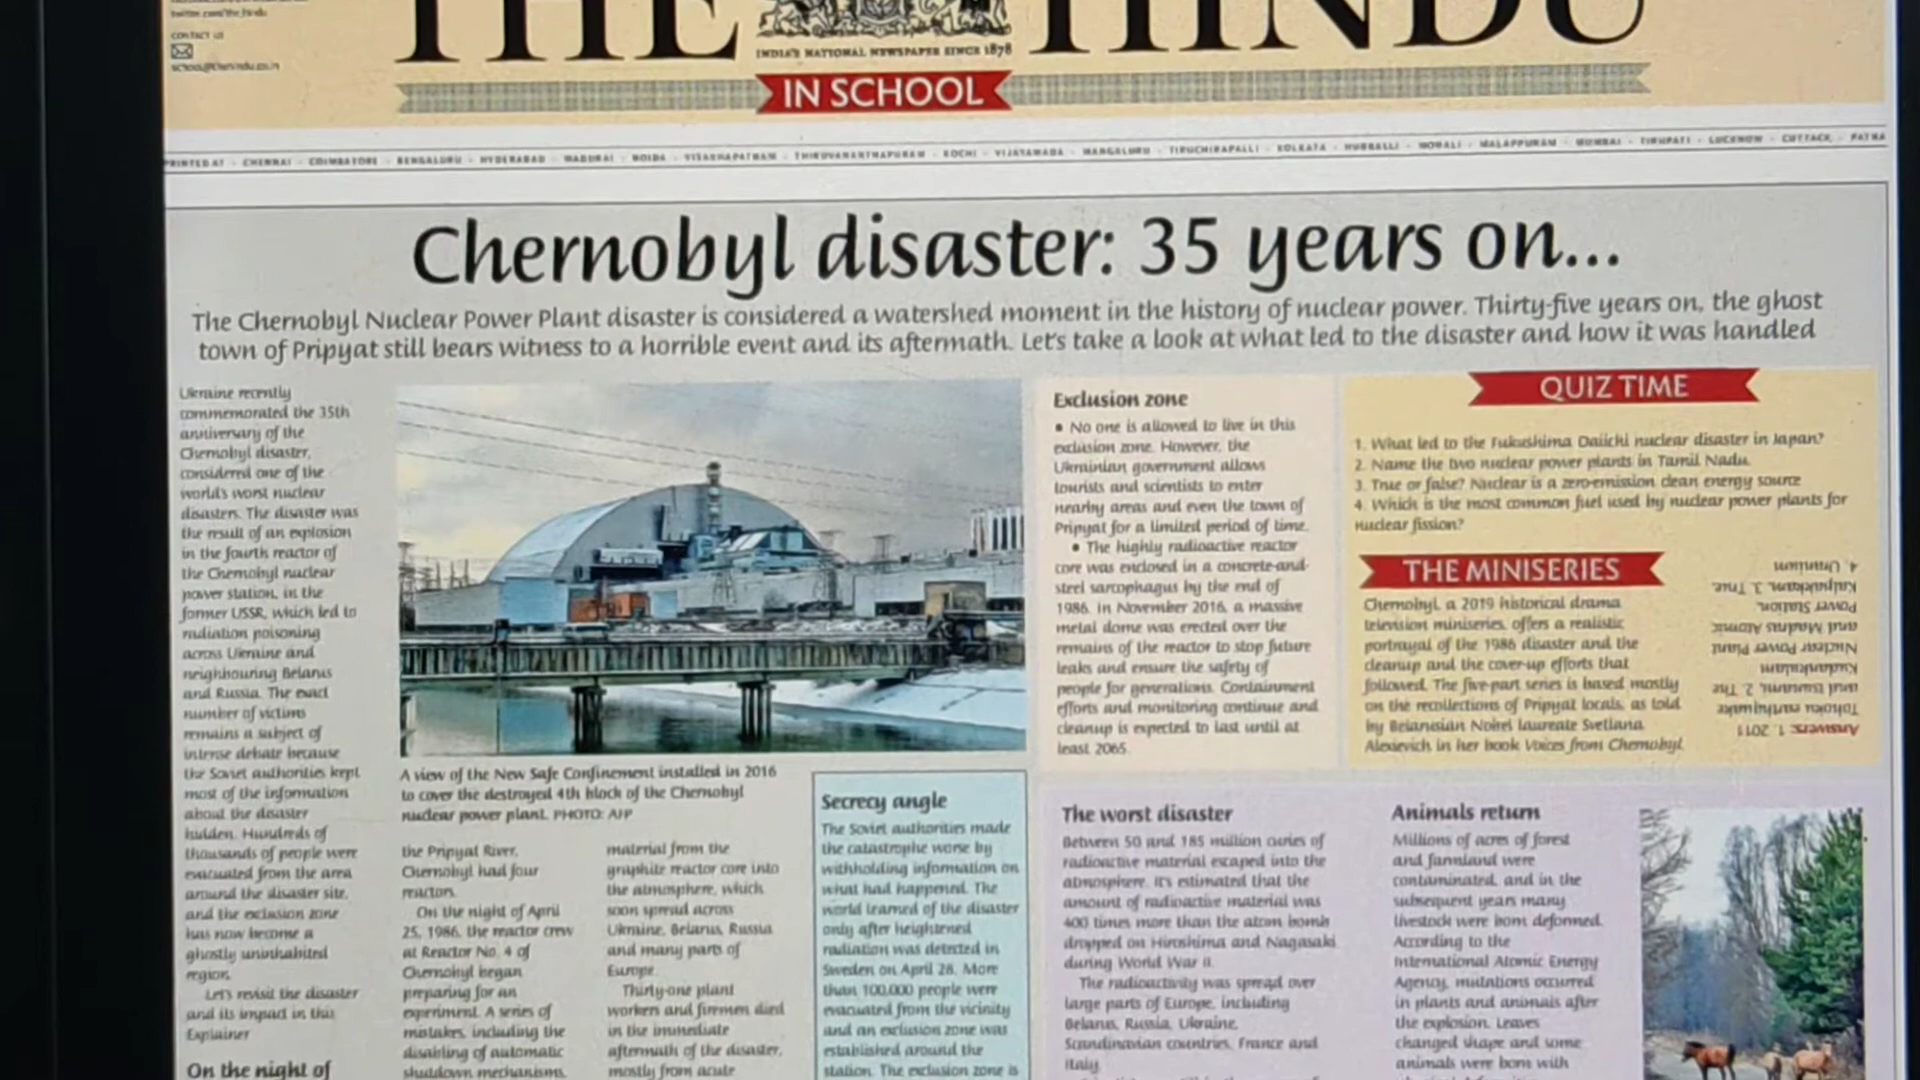 THE HINDU
INDIA'S NATIONAL NEWSPAPER SINCE 1878
IN SCHOOL
CONTACT US
school@thehindu.co.in
PRINTED AT - CHENNAI - COIMBATORE - BENGALURU - HYDERABAD - MADURAI - NOIDA - VISAKHAPATNAM - THIRUVANANTHAPURAM - KOCHI - VIJAYAWADA - MANGALURU - TIRUCHIRAPALLI - KOLKATA - HUBBALLI - MOHALI - MALAPPURAM - MUMBAI - TIRUPATI - LUCKNOW - CUTTACK - PATNA
Chernobyl disaster: 35 years on...
The Chernobyl Nuclear Power Plant disaster is considered a watershed moment in the history of nuclear power. Thirty-five years on, the ghost
town of Pripyat still bears witness to a horrible event and its aftermath. Let's take a look at what led to the disaster and how it was handled
Ukraine recently
commemorated the 35th
anniversary of the
Chernobyl disaster,
considered one of the
world's worst nuclear
disasters. The disaster was
the result of an explosion
in the fourth reactor of
the Chernobyl nuclear
power station, in the
former USSR, which led to
radiation poisoning
across Ukraine and
neighbouring Belarus
and Russia. The exact
number of victims
remains a subject of
intense debate because
the Soviet authorities kept
most of the information
about the disaster
hidden. Hundreds of
thousands of people were
evacuated from the area
around the disaster site,
and the exclusion zone
has now become a
ghostly uninhabited
region.
Let's revisit the disaster
and its impact in this
Explainer
On the night of
A view of the New Safe Confinement installed in 2016
to cover the destroyed 4th block of the Chernobyl
nuclear power plant. PHOTO: AFP
the Pripyat River,
Chernobyl had four
reactors.
On the night of April
25, 1986, the reactor crew
at Reactor No. 4 of
Chernobyl began
preparing for an
experiment. A series of
mistakes, including the
disabling of automatic
shutdown mechanisms,
material from the
graphite reactor core into
the atmosphere, which
soon spread across
Ukraine, Belarus, Russia
and many parts of
Europe.
Thirty-one plant
workers and firemen died
in the immediate
aftermath of the disaster,
mostly from acute
Secrecy angle
The Soviet authorities made
the catastrophe worse by
withholding information on
what had happened. The
world learned of the disaster
only after heightened
radiation was detected in
Sweden on April 28. More
than 100,000 people were
evacuated from the vicinity
and an exclusion zone was
established around the
station. The exclusion zone is
Exclusion zone
• No one is allowed to live in this
exclusion zone. However, the
Ukrainian government allows
tourists and scientists to enter
nearby areas and even the town of
Pripyat for a limited period of time.
• The highly radioactive reactor
core was enclosed in a concrete-and-
steel sarcophagus by the end of
1986. In November 2016, a massive
metal dome was erected over the
remains of the reactor to stop future
leaks and ensure the safety of
people for generations. Containment
efforts and monitoring continue and
cleanup is expected to last until at
least 2065.
QUIZ TIME
1. What led to the Fukushima Daiichi nuclear disaster in Japan?
2. Name the two nuclear power plants in Tamil Nadu.
3. True or false? Nuclear is a zero-emission clean energy source
4. Which is the most common fuel used by nuclear power plants for
nuclear fission?
THE MINISERIES
Chernobyl, a 2019 historical drama
television miniseries, offers a realistic
portrayal of the 1986 disaster and the
cleanup and the cover-up efforts that
followed. The five-part series is based mostly
on the recollections of Pripyat locals, as told
by Belarusian Nobel laureate Svetlana
Alexievich in her book Voices from Chernobyl
Answers: 1. 2011
Tohoku earthquake
and tsunami. 2. The
Kudankulam
Nuclear Power Plant
and Madras Atomic
Power Station,
Kalpakkam. 3. True.
4. Uranium
The worst disaster
Between 50 and 185 million curies of
radioactive material escaped into the
atmosphere. It's estimated that the
amount of radioactive material was
400 times more than the atom bomb
dropped on Hiroshima and Nagasaki
during World War II.
The radioactivity was spread over
large parts of Europe, including
Belarus, Russia, Ukraine,
Scandinavian countries, France and
Italy.
Animals return
Millions of acres of forest
and farmland were
contaminated, and in the
subsequent years many
livestock were born deformed.
According to the
International Atomic Energy
Agency, mutations occurred
in plants and animals after
the explosion. Leaves
changed shape and some
animals were born with